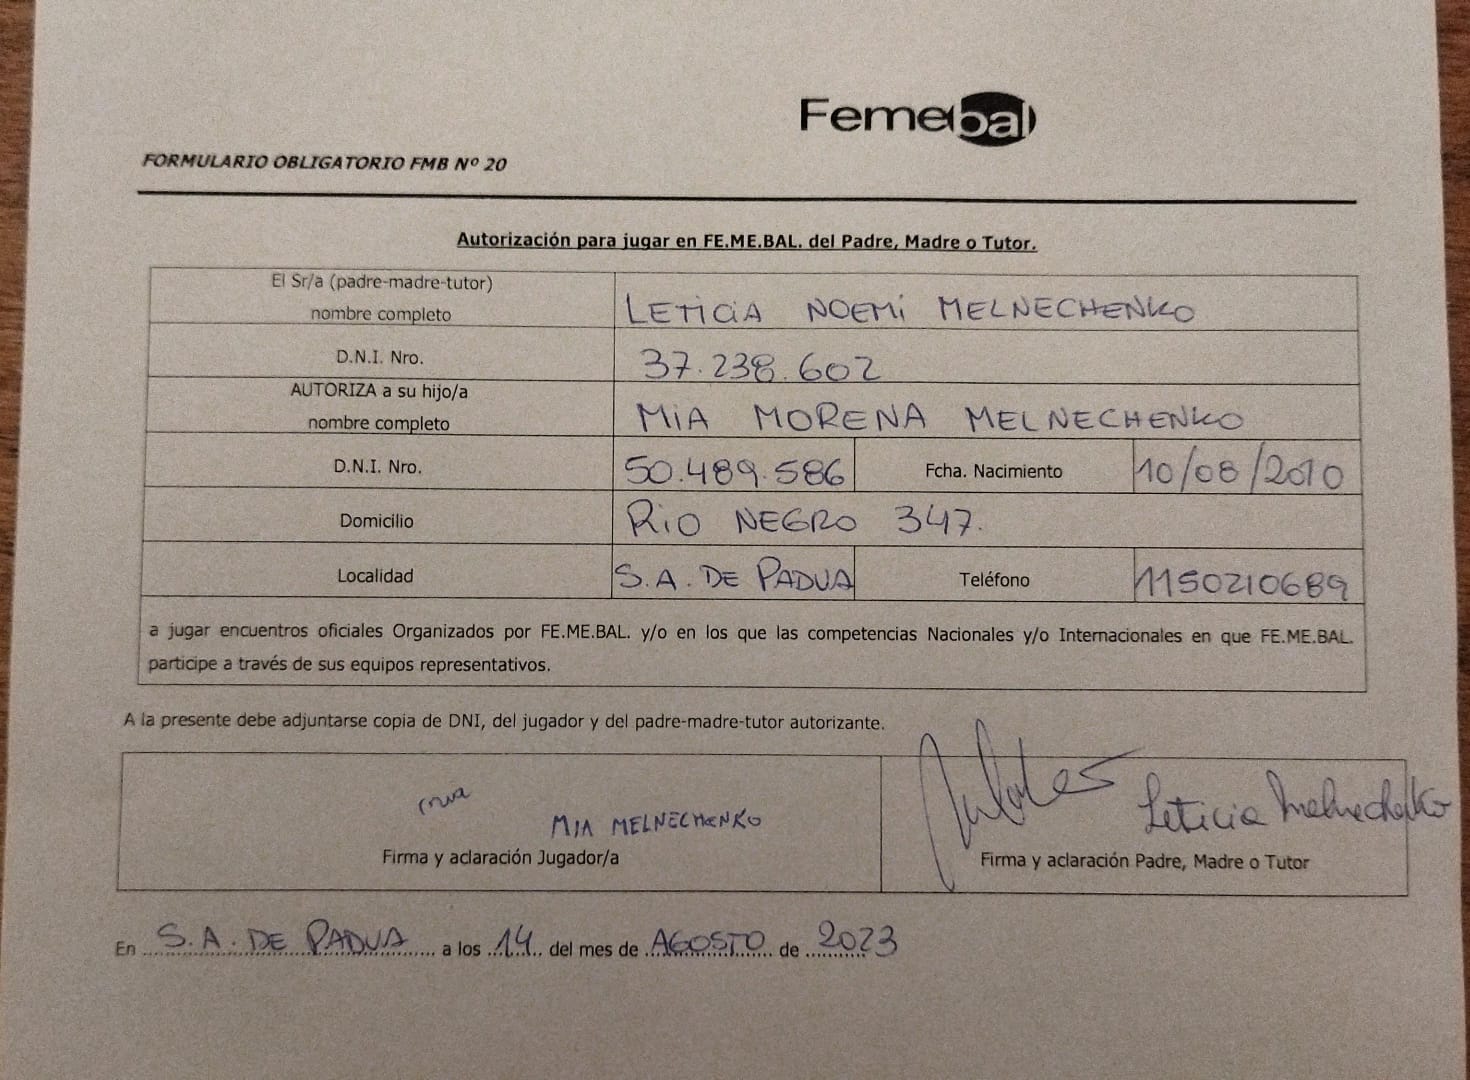 Femebal
FORMULARIO OBLIGATORIO FMB Nº 20
Autorización para jugar en FE.ME.BAL. del Padre, Madre o Tutor.
El Sr/a (padre-madre-tutor)
nombre completo
LETICIA NOEMÍ MELNECHENKO
D.N.I. Nro.
37.238.602
AUTORIZA a su hijo/a
nombre completo
MIA MORENA MELNECHENKO
D.N.I. Nro.
50.489.586
Fcha. Nacimiento
10/08/2010
Domicilio
RIO NEGRO 347.
Localidad
S.A. DE PADUA
Teléfono
1150210689
a jugar encuentros oficiales Organizados por FE.ME.BAL. y/o en los que las competencias Nacionales y/o Internacionales en que FE.ME.BAL.
participe a través de sus equipos representativos.
A la presente debe adjuntarse copia de DNI, del jugador y del padre-madre-tutor autorizante.
mia
MIA MELNECHENKO
Firma y aclaración Jugador/a
Leticia Melnechenko
Firma y aclaración Padre, Madre o Tutor
En S.A. DE PADUA a los 14 del mes de AGOSTO de 2023